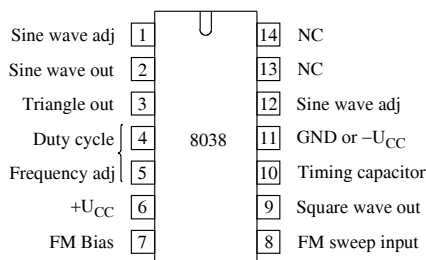 Sine wave adj 1 14 NC
Sine wave out 2 13 NC
Triangle out 3 12 Sine wave adj
Duty cycle 4 8038 11 GND or −U_CC
Frequency adj 5 10 Timing capacitor
+U_CC 6 9 Square wave out
FM Bias 7 8 FM sweep input